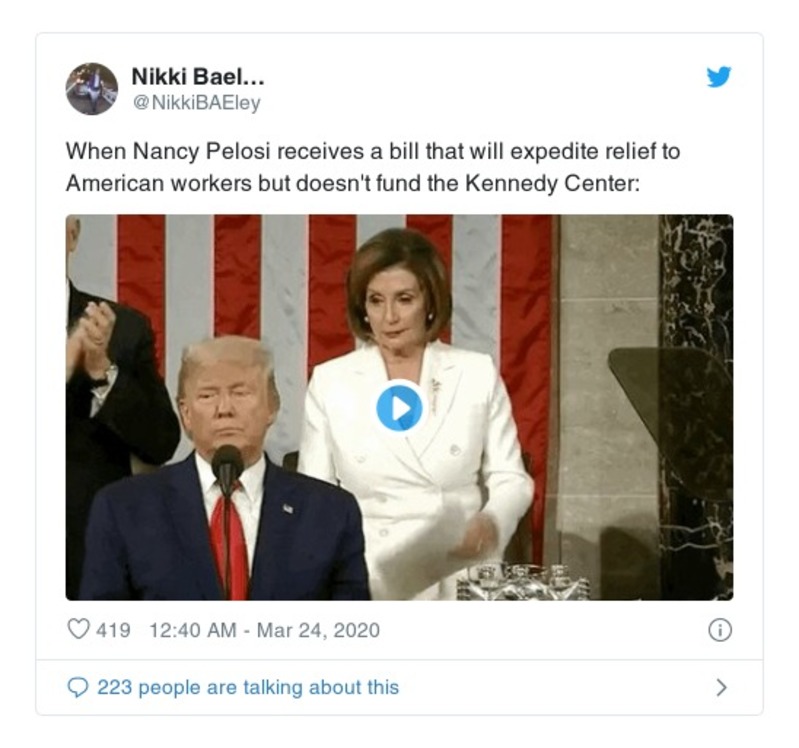 Nikki Bael...
@NikkiBAEley
When Nancy Pelosi receives a bill that will expedite relief to
American workers but doesn't fund the Kennedy Center:
419 12:40 AM - Mar 24, 2020
223 people are talking about this